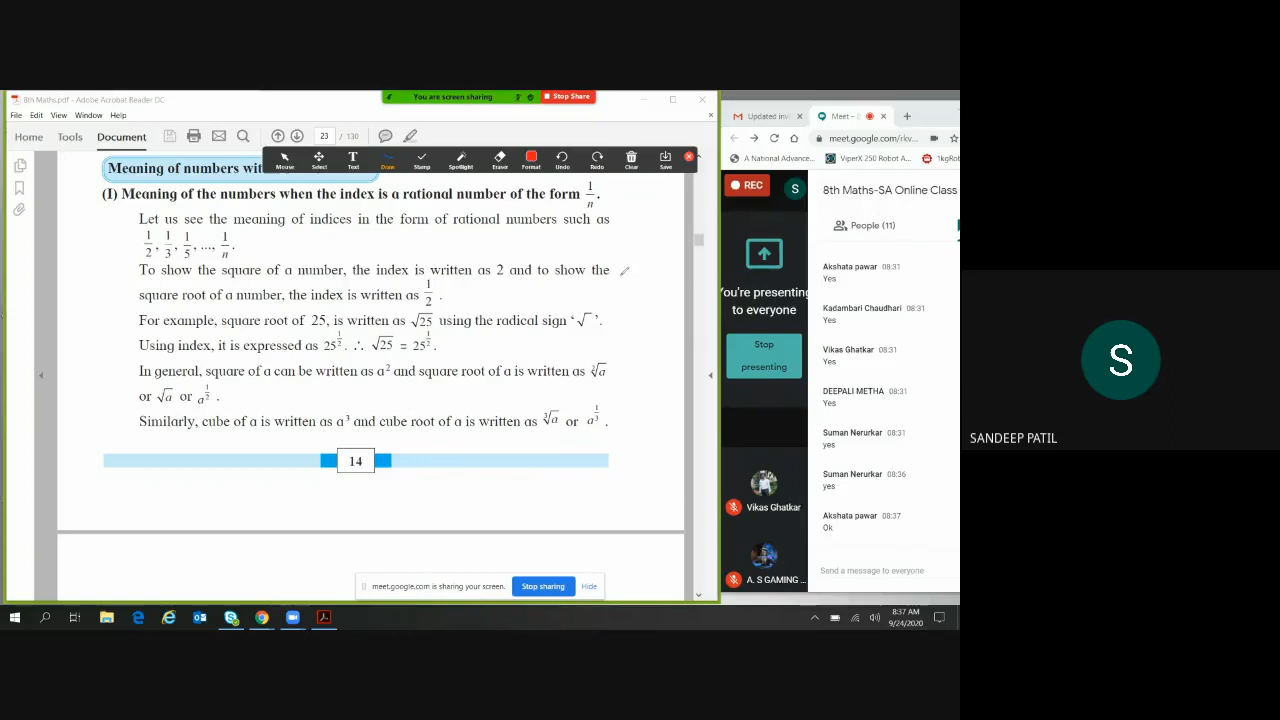 8th Maths.pdf - Adobe Acrobat Reader DC
You are screen sharing
Stop Share
File Edit View Window Help
Home Tools Document 23 / 130
Mouse Select Text Draw Stamp Spotlight Eraser Format Undo Redo Clear Save
Meaning of numbers wit
(I) Meaning of the numbers when the index is a rational number of the form 1/n.
Let us see the meaning of indices in the form of rational numbers such as
1/2, 1/3, 1/5, ..., 1/n.
To show the square of a number, the index is written as 2 and to show the
square root of a number, the index is written as 1/2 .
For example, square root of 25, is written as √25 using the radical sign ‘√ ’.
Using index, it is expressed as 25^(1/2). ∴ √25 = 25^(1/2).
In general, square of a can be written as a² and square root of a is written as ²√a
or √a or a^(1/2) .
Similarly, cube of a is written as a³ and cube root of a is written as ³√a or a^(1/3) .
14
meet.google.com is sharing your screen. Stop sharing Hide
Updated invi
Meet –
meet.google.com/rkv...
A National Advance...
ViperX 250 Robot A...
1kgRob
REC
S
8th Maths-SA Online Class
People (11)
You're presenting
to everyone
Stop
presenting
Vikas Ghatkar
A. S GAMING ...
Akshata pawar 08:31
Yes
Kadambari Chaudhari 08:31
Yes
Vikas Ghatkar 08:31
Yes
DEEPALI METHA 08:31
Yes
Suman Nerurkar 08:31
yes
Suman Nerurkar 08:36
yes
Akshata pawar 08:37
Ok
Send a message to everyone
8:37 AM
9/24/2020
S
SANDEEP PATIL